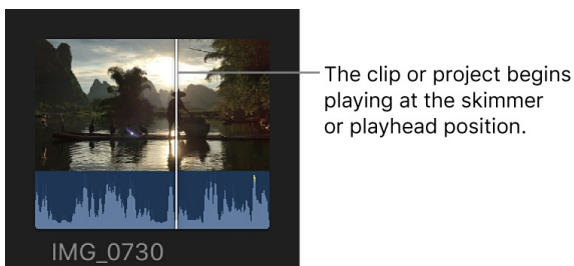 The clip or project begins
playing at the skimmer
or playhead position.
IMG_0730